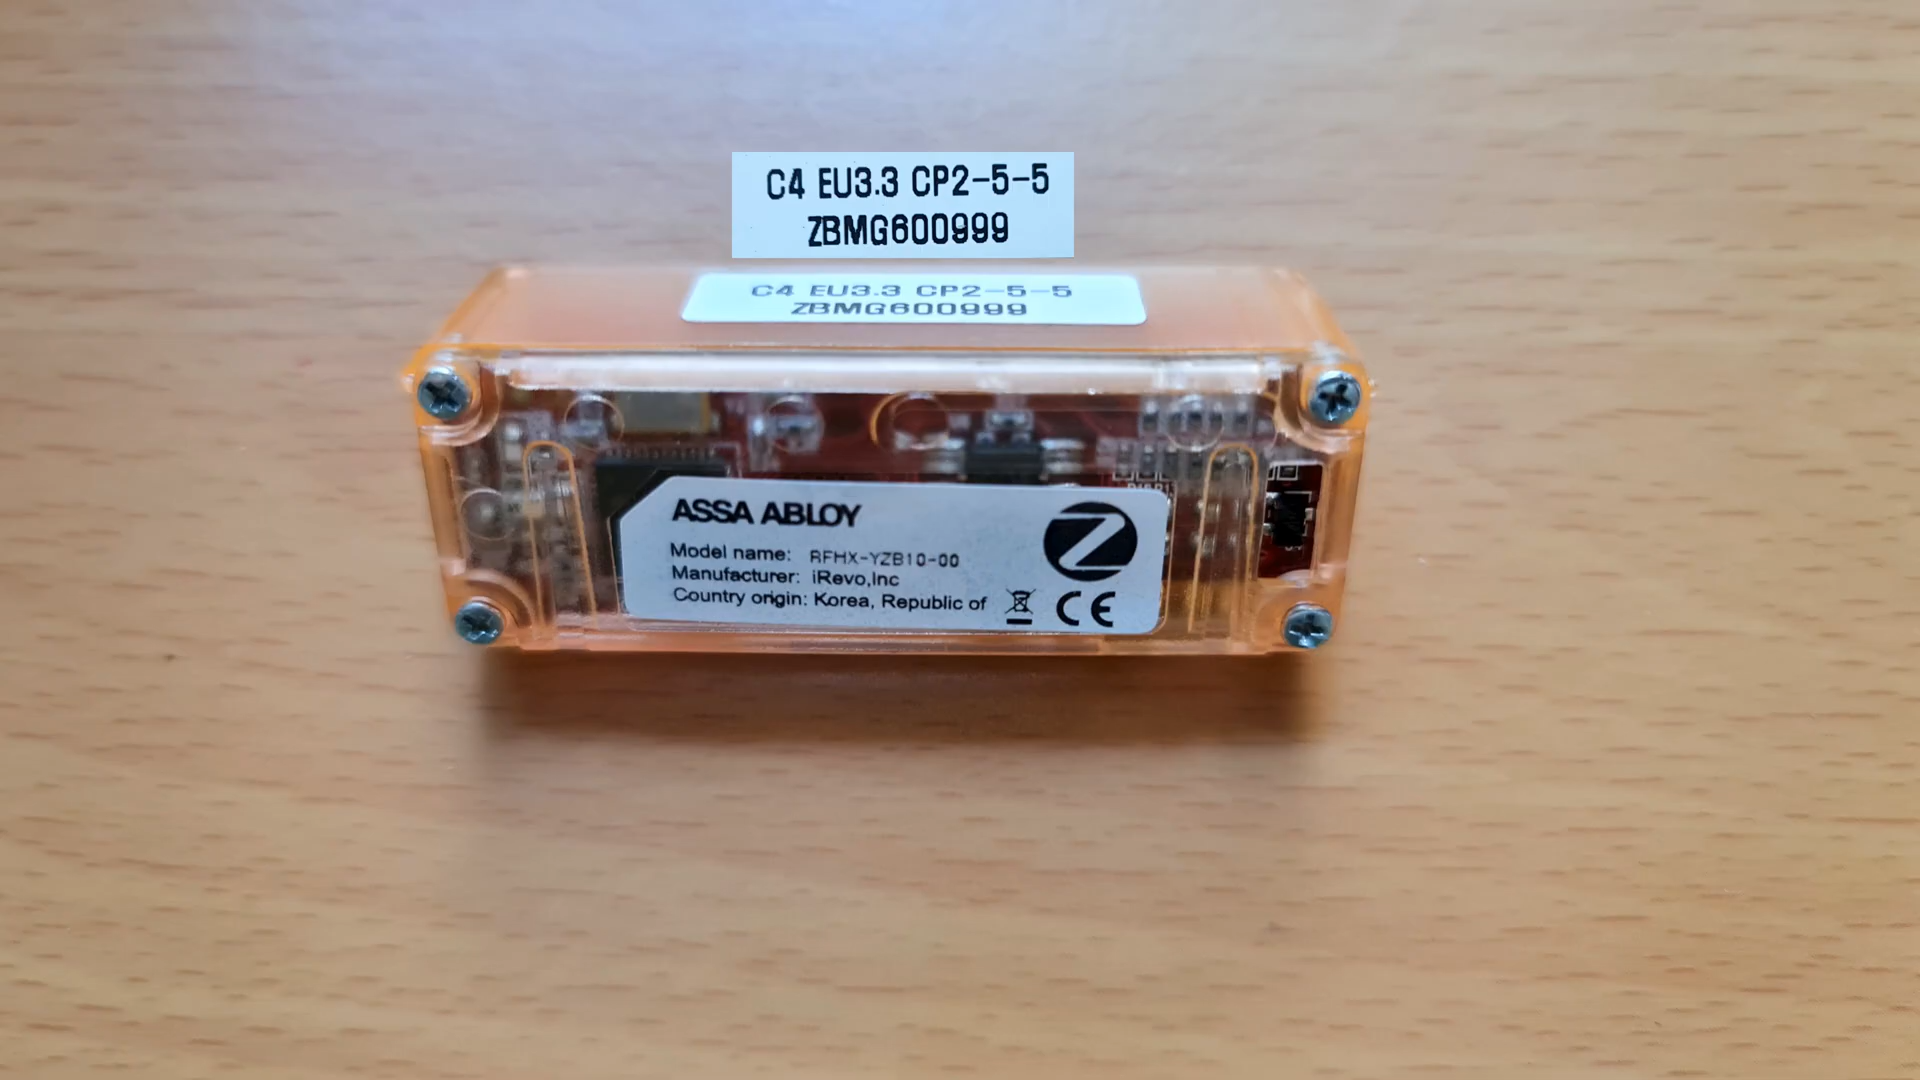 C4 EU3.3 CP2-5-5
ZBMG600999
C4 EU3.3 CP2-5-5
ZBMG600999
ASSA ABLOY
Model name: RFHX-YZB10-00
Manufacturer: iRevo,Inc
Country origin: Korea, Republic of
CE